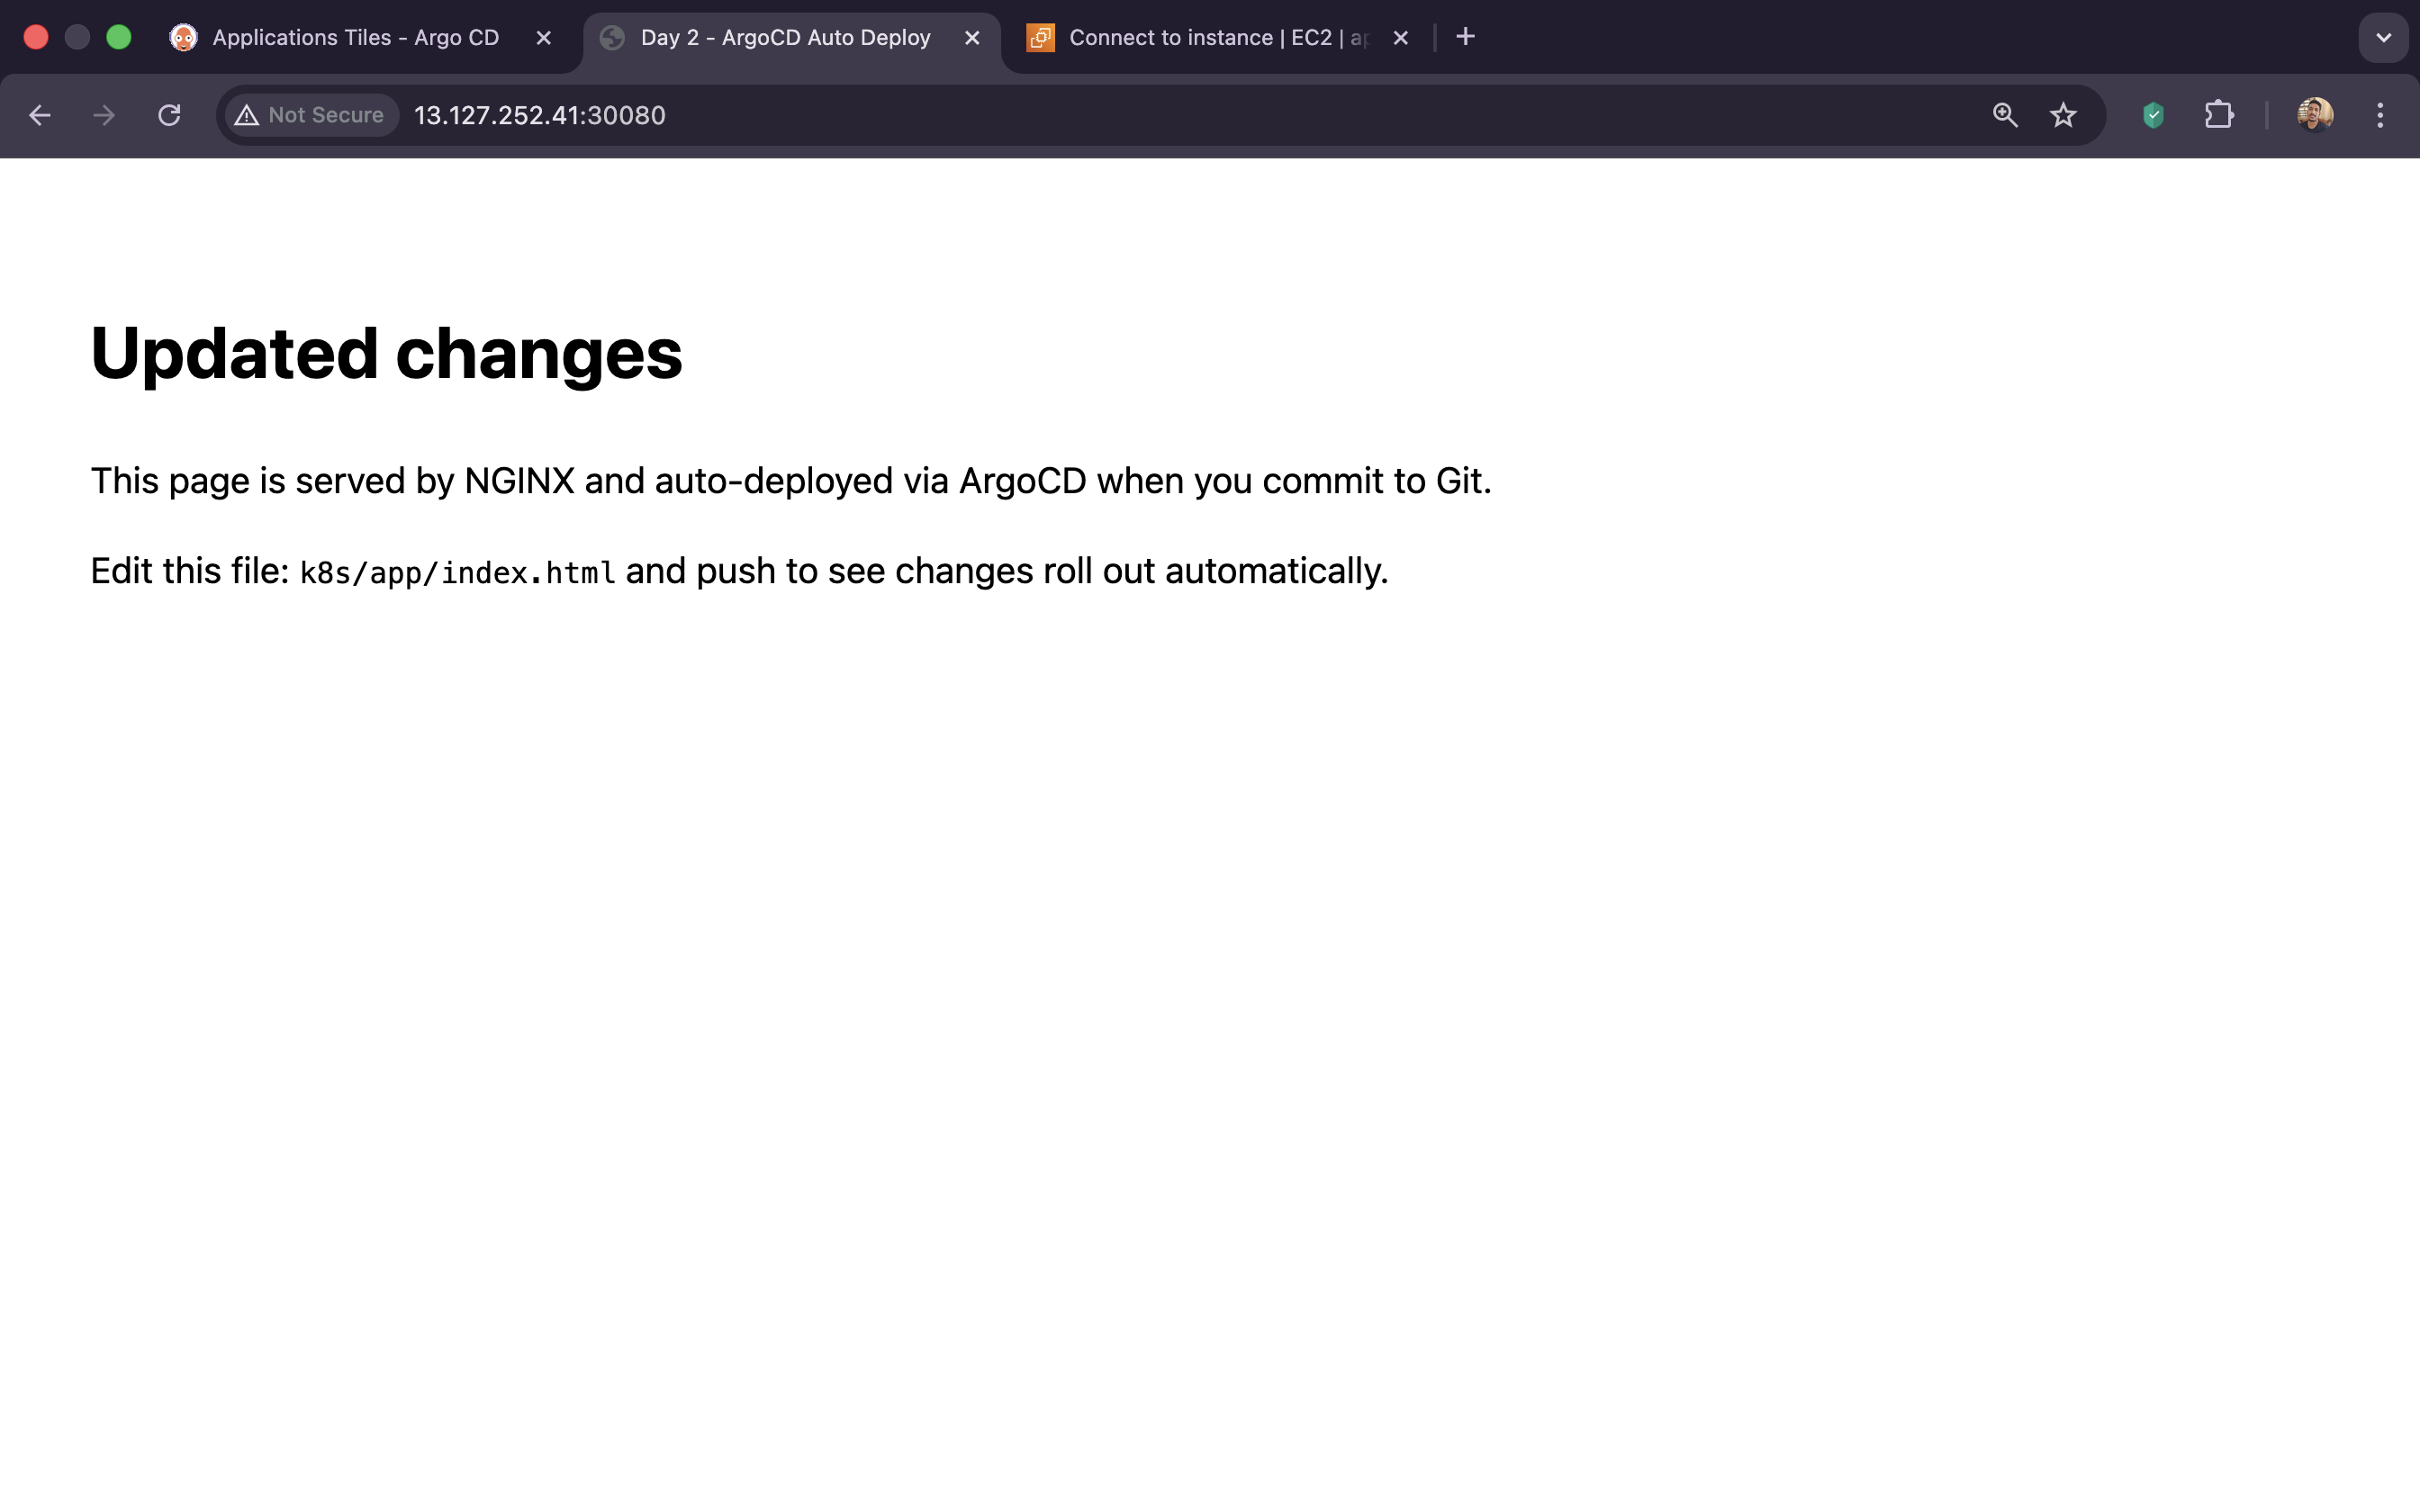 Applications Tiles - Argo CD
Day 2 - ArgoCD Auto Deploy
Connect to instance | EC2 | ap
Not Secure
13.127.252.41:30080
Updated changes
This page is served by NGINX and auto-deployed via ArgoCD when you commit to Git.
Edit this file: k8s/app/index.html and push to see changes roll out automatically.